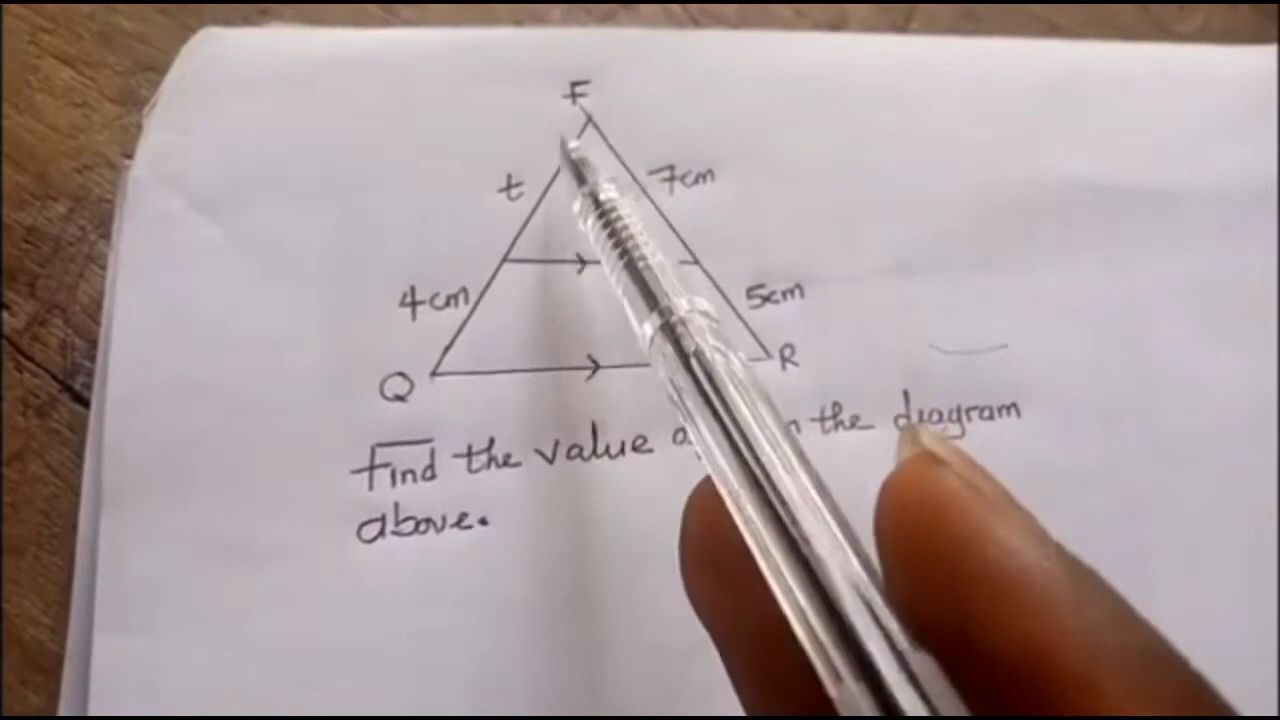 F
t
7cm
4cm
5cm
Q
R
Find the value the diagram
above.